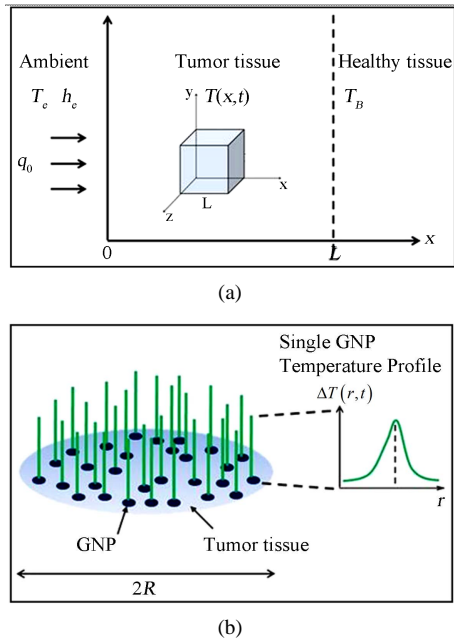 Ambient Tumor tissue Healthy tissue
T_e h_e y T(x,t) T_B
q_0
x
z L
0 L x
(a)
Single GNP
Temperature Profile
ΔT(r,t)
r
GNP Tumor tissue
2R
(b)